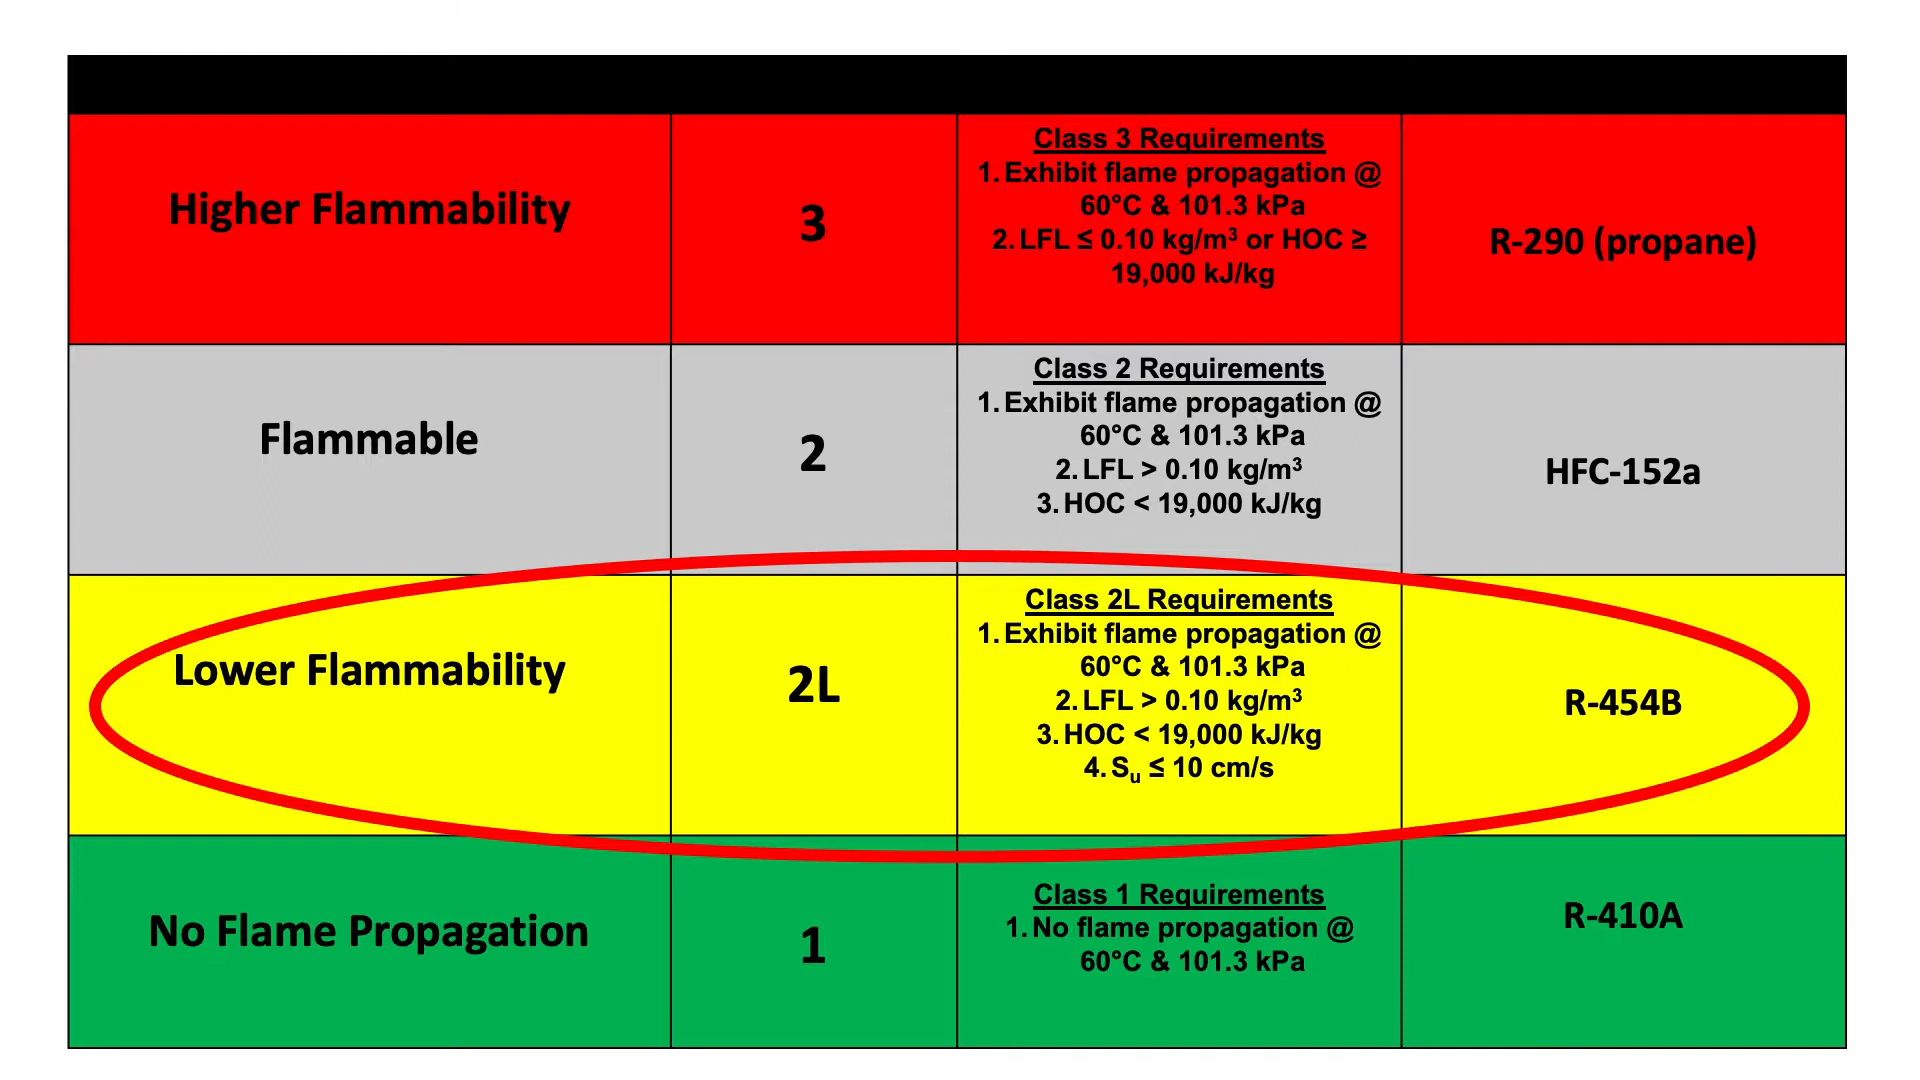 Higher Flammability
3
Class 3 Requirements
1. Exhibit flame propagation @
60°C & 101.3 kPa
2. LFL ≤ 0.10 kg/m³ or HOC ≥
19,000 kJ/kg
R-290 (propane)
Flammable
2
Class 2 Requirements
1. Exhibit flame propagation @
60°C & 101.3 kPa
2. LFL > 0.10 kg/m³
3. HOC < 19,000 kJ/kg
HFC-152a
Lower Flammability
2L
Class 2L Requirements
1. Exhibit flame propagation @
60°C & 101.3 kPa
2. LFL > 0.10 kg/m³
3. HOC < 19,000 kJ/kg
4. Sᵤ ≤ 10 cm/s
R-454B
No Flame Propagation
1
Class 1 Requirements
1. No flame propagation @
60°C & 101.3 kPa
R-410A